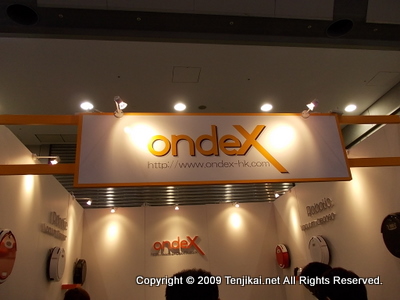 ondeX
http://www.ondex-hk.com
ondeX
Copyright © 2009 Tenjikai.net All Rights Reserved.